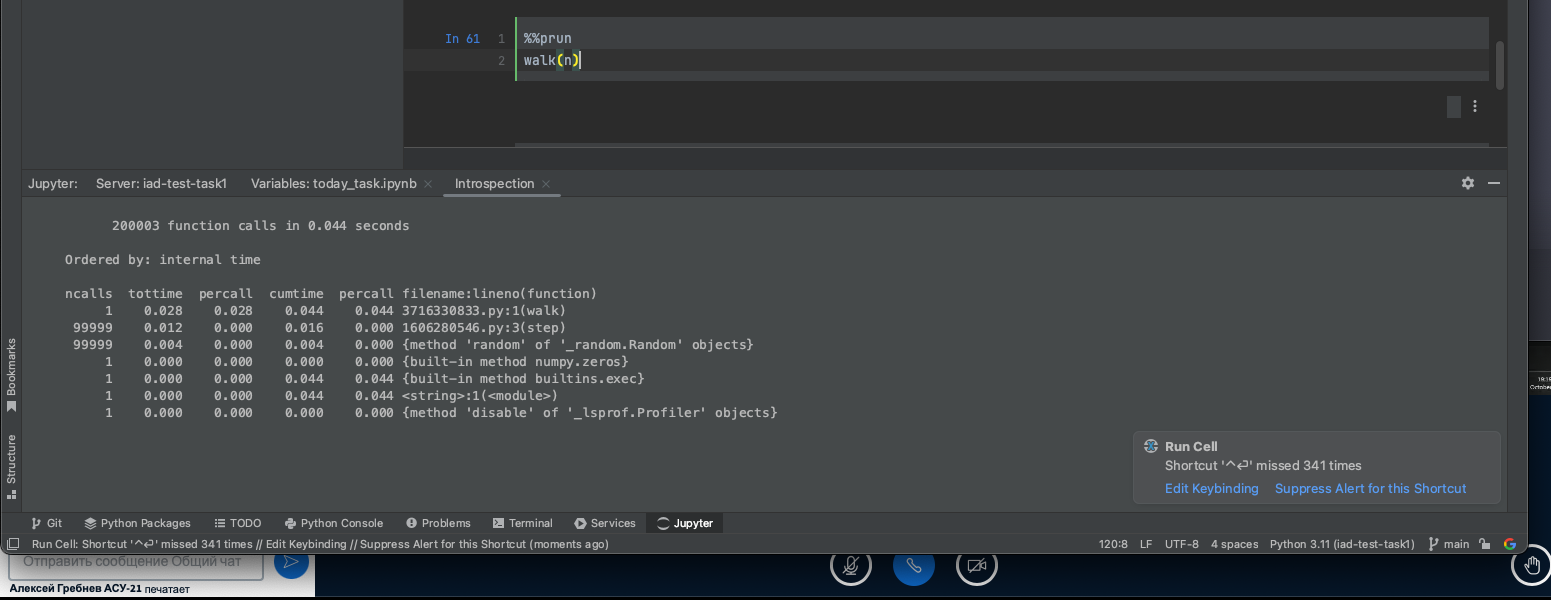 In 61 1 %%prun
2 walk(n)
Jupyter: Server: iad-test-task1 Variables: today_task.ipynb Introspection
200003 function calls in 0.044 seconds
Ordered by: internal time
ncalls tottime percall cumtime percall filename:lineno(function)
1 0.028 0.028 0.044 0.044 3716330833.py:1(walk)
99999 0.012 0.000 0.016 0.000 1606280546.py:3(step)
99999 0.004 0.000 0.004 0.000 {method 'random' of '_random.Random' objects}
1 0.000 0.000 0.000 0.000 {built-in method numpy.zeros}
1 0.000 0.000 0.044 0.044 {built-in method builtins.exec}
1 0.000 0.000 0.044 0.044 <string>:1(<module>)
1 0.000 0.000 0.000 0.000 {method 'disable' of '_lsprof.Profiler' objects}
Bookmarks
Structure
Run Cell
Shortcut '^⏎' missed 341 times
Edit Keybinding Suppress Alert for this Shortcut
Git Python Packages TODO Python Console Problems Terminal Services Jupyter
Run Cell: Shortcut '^⏎' missed 341 times // Edit Keybinding // Suppress Alert for this Shortcut (moments ago) 120:8 LF UTF-8 4 spaces Python 3.11 (iad-test-task1) main
Отправить сообщение Общий чат
Алексей Гребнев АСУ-21 печатает